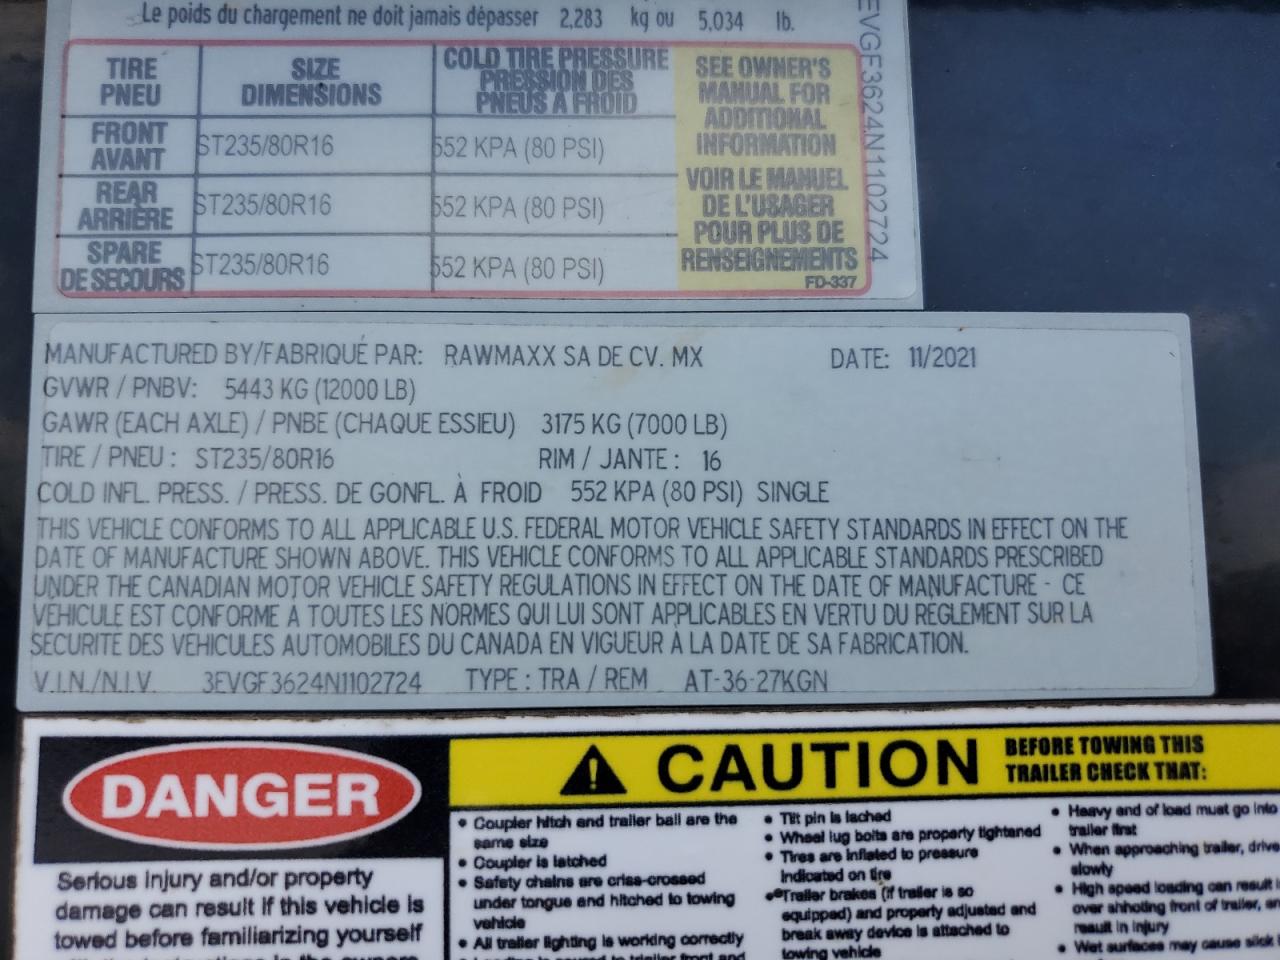 Le poids du chargement ne doit jamais dépasser 2,283 kg ou 5,034 lb.
TIRE PNEU
SIZE DIMENSIONS
COLD TIRE PRESSURE
PRESSION DES
PNEUS A FROID
SEE OWNER'S
MANUAL FOR
ADDITIONAL
INFORMATION
VOIR LE MANUEL
DE L'USAGER
POUR PLUS DE
RENSEIGNEMENTS
FD-337
FRONT AVANT ST235/80R16 552 KPA (80 PSI)
REAR ARRIÈRE ST235/80R16 552 KPA (80 PSI)
SPARE DE SECOURS ST235/80R16 552 KPA (80 PSI)
EVGF3624N1102724
MANUFACTURED BY/FABRIQUÉ PAR: RAWMAXX SA DE CV. MX DATE: 11/2021
GVWR / PNBV: 5443 KG (12000 LB)
GAWR (EACH AXLE) / PNBE (CHAQUE ESSIEU) 3175 KG (7000 LB)
TIRE / PNEU : ST235/80R16 RIM / JANTE : 16
COLD INFL. PRESS. / PRESS. DE GONFL. À FROID 552 KPA (80 PSI) SINGLE
THIS VEHICLE CONFORMS TO ALL APPLICABLE U.S. FEDERAL MOTOR VEHICLE SAFETY STANDARDS IN EFFECT ON THE
DATE OF MANUFACTURE SHOWN ABOVE. THIS VEHICLE CONFORMS TO ALL APPLICABLE STANDARDS PRESCRIBED
UNDER THE CANADIAN MOTOR VEHICLE SAFETY REGULATIONS IN EFFECT ON THE DATE OF MANUFACTURE - CE
VÉHICULE EST CONFORME À TOUTES LES NORMES QUI LUI SONT APPLICABLES EN VERTU DU RÈGLEMENT SUR LA
SÉCURITÉ DES VÉHICULES AUTOMOBILES DU CANADA EN VIGUEUR À LA DATE DE SA FABRICATION.
V.I.N./N.I.V. 3EVGF3624N1102724 TYPE : TRA / REM AT-36-27KGN
DANGER
Serious injury and/or property
damage can result if this vehicle is
towed before familiarizing yourself
CAUTION BEFORE TOWING THIS
TRAILER CHECK THAT:
• Coupler hitch and trailer ball are the
same size
• Coupler is latched
• Safety chains are criss-crossed
under tongue and hitched to towing
vehicle
• All trailer lighting is working correctly
• Tilt pin is lached
• Wheel lug bolts are properly tightened
• Tires are inflated to pressure
indicated on tire
• Trailer brakes (if trailer is so
equipped) and properly adjusted and
break away device is attached to
towing vehicle
• Heavy end of load must go into
trailer first
• When approaching trailer, drive
slowly
• High speed loading can result
over shhoting front of trailer,
result in injury
• Wet surfaces may cause slick